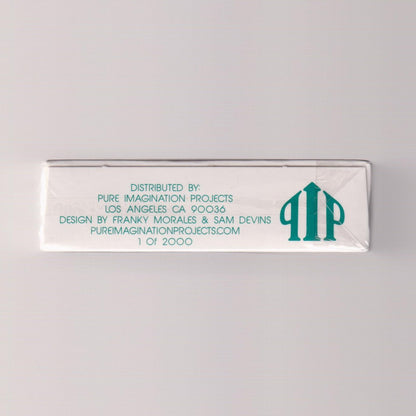 DISTRIBUTED BY:
PURE IMAGINATION PROJECTS
LOS ANGELES CA 90036
DESIGN BY FRANKY MORALES & SAM DEVINS
PUREIMAGINATIONPROJECTS.COM
1 Of 2000
PIP